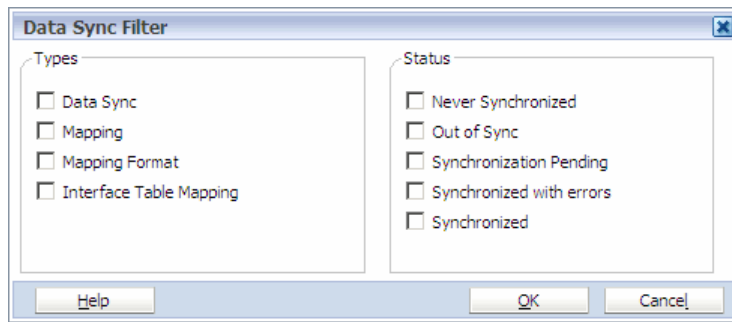 Data Sync Filter
Types
Data Sync
Mapping
Mapping Format
Interface Table Mapping
Status
Never Synchronized
Out of Sync
Synchronization Pending
Synchronized with errors
Synchronized
Help
OK
Cancel